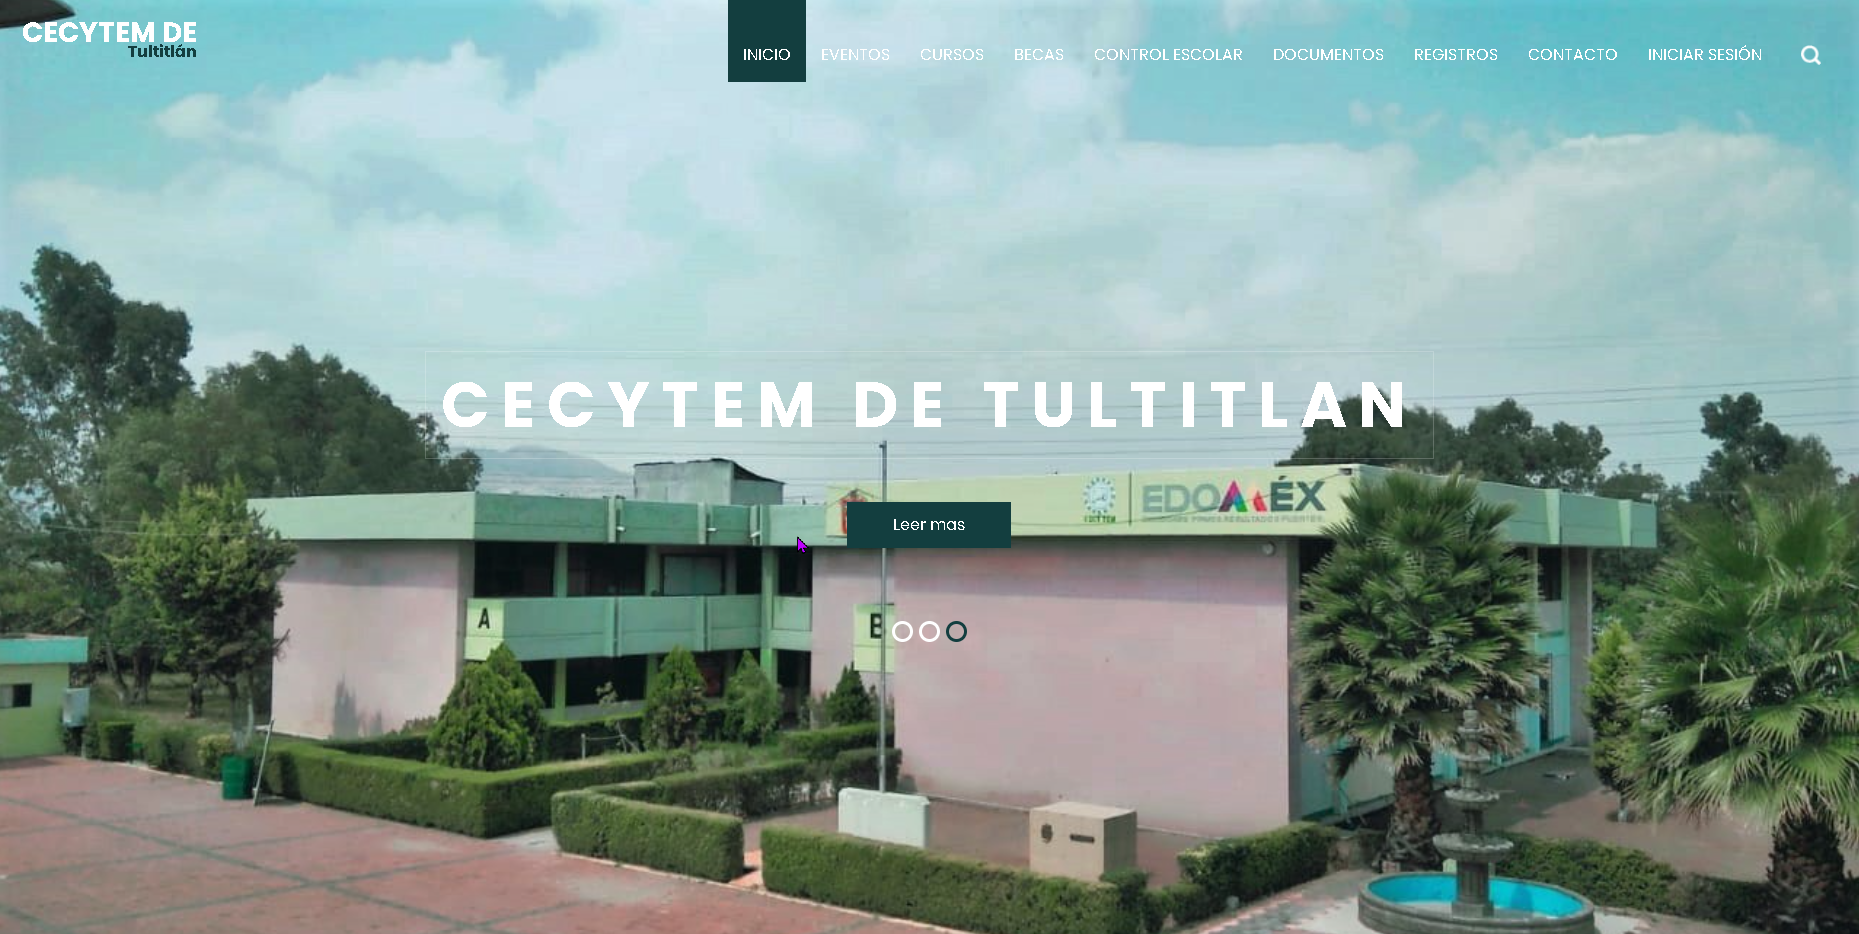 CECYTEM DE
Tultitlán
INICIO
EVENTOS
CURSOS
BECAS
CONTROL ESCOLAR
DOCUMENTOS
REGISTROS
CONTACTO
INICIAR SESIÓN
CECYTEM DE TULTITLAN
EDOMÉX
Leer mas
A
B